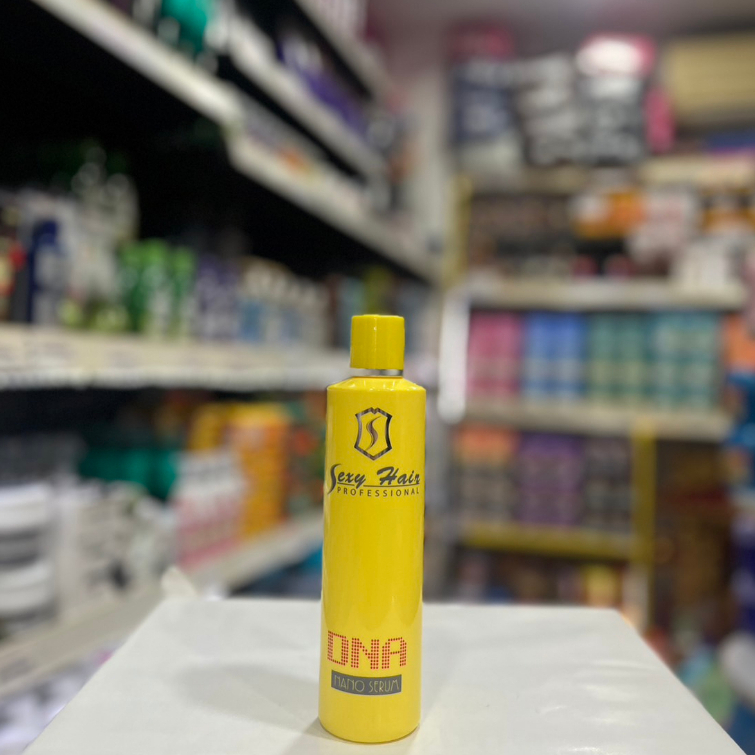 S
Sexy Hair
PROFESSIONAL
DNA
NANO SERUM